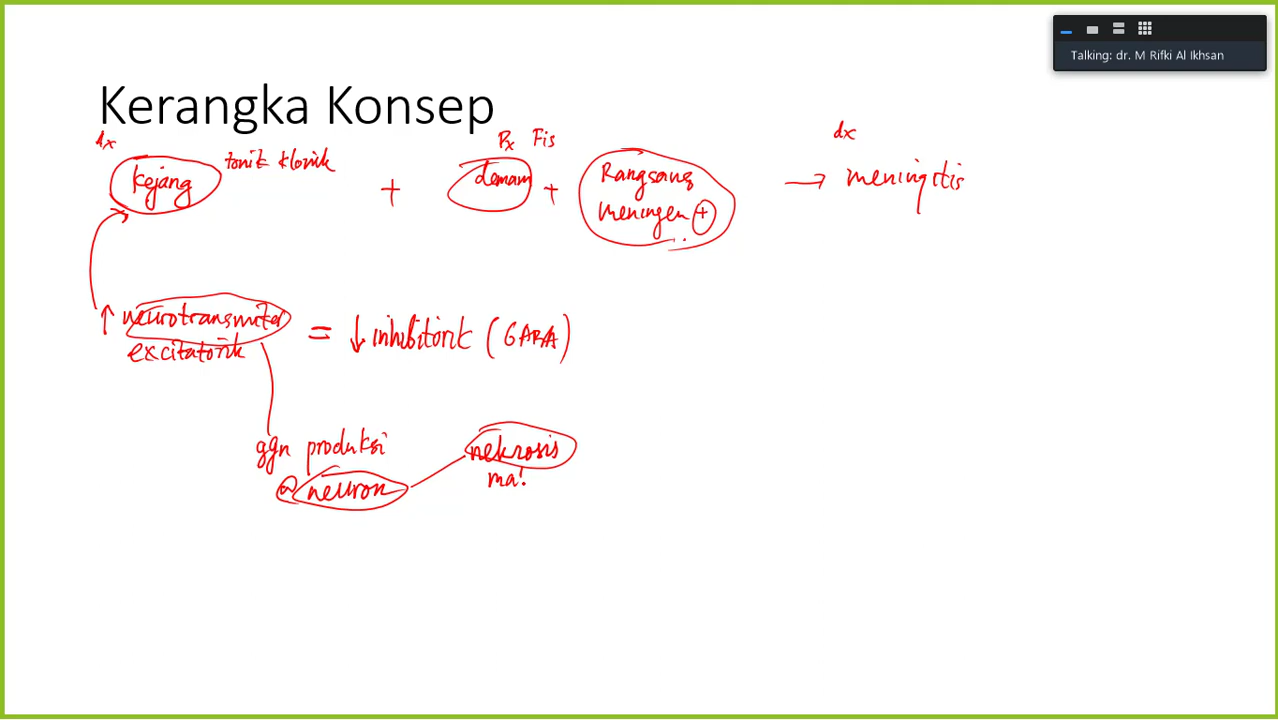 Talking: dr. M Rifki Al Ikhsan
Kerangka Konsep
dx
kejang
tonik klonik
+
Px Fis
demam
+
Rangsang
meningen +
→
dx
meningitis
↑ neurotransmiter
excitatorik
= ↓ inhibitorik (GABA)
ggn produksi
@ neuron
nekrosis